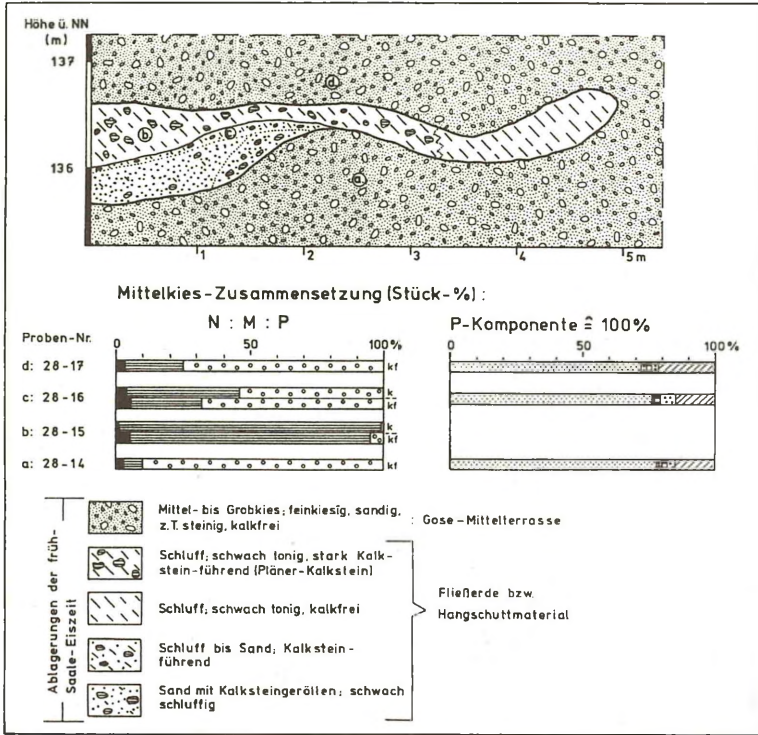 Höhe ü. NN
(m)
137
136
d
b
c
a
1
2
3
4
5 m
Mittelkies-Zusammensetzung (Stück-%) :
N : M : P
P-Komponente ≙ 100%
Proben-Nr.
0
50
100%
0
50
100%
d: 28-17
kf
c: 28-16
k
kf
b: 28-15
k
kf
a: 28-14
kf
Ablagerungen der früh-
Saale-Eiszeit
Mittel- bis Grobkies; feinkiesig, sandig,
z.T. steinig, kalkfrei
: Gose-Mittelterrasse
Schluff; schwach tonig, stark Kalk-
stein-führend (Pläner-Kalkstein)
Schluff; schwach tonig, kalkfrei
Fließerde bzw.
Hangschuttmaterial
Schluff bis Sand; Kalkstein-
führend
Sand mit Kalksteingeröllen; schwach
schluffig